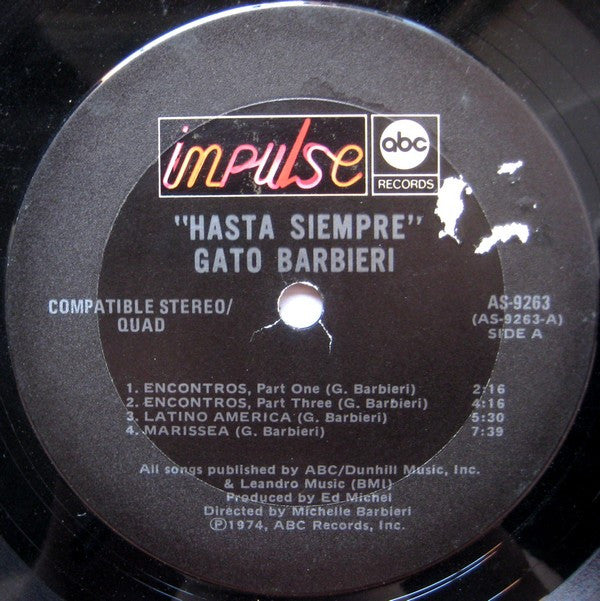 impulse
abc
RECORDS
"HASTA SIEMPRE"
GATO BARBIERI
COMPATIBLE STEREO/
QUAD
AS-9263
(AS-9263-A)
SIDE A
1. ENCONTROS, Part One (G. Barbieri) 2:16
2. ENCONTROS, Part Three (G. Barbieri) 4:16
3. LATINO AMERICA (G. Barbieri) 5:30
4. MARISSEA (G. Barbieri) 7:39
All songs published by ABC/Dunhill Music, Inc.
& Leandro Music (BMI)
Produced by Ed Michel
Directed by Michelle Barbieri
℗1974, ABC Records, Inc.